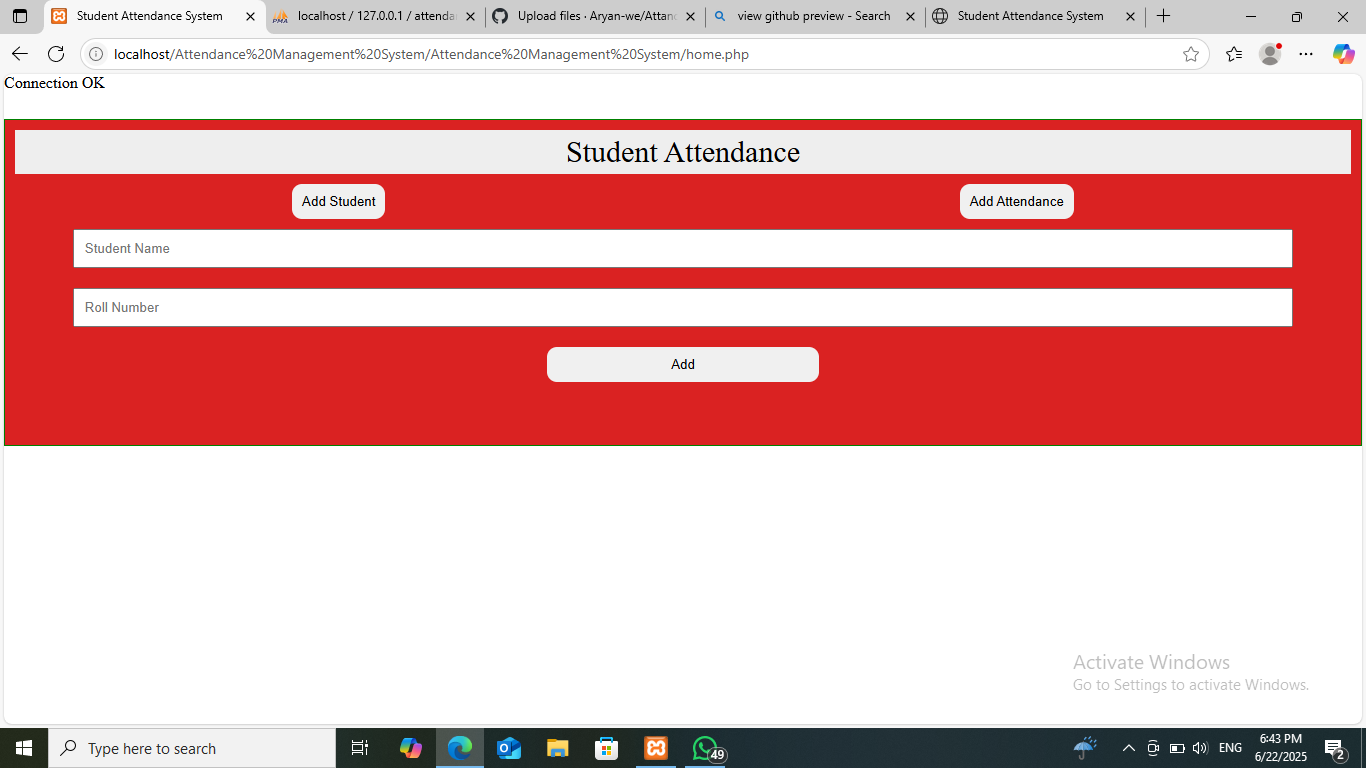 Student Attendance System
localhost / 127.0.0.1 / attenda
Upload files · Aryan-we/Attan
view github preview - Search
Student Attendance System
localhost/Attendance%20Management%20System/Attendance%20Management%20System/home.php
Connection OK
Student Attendance
Add Student
Add Attendance
Student Name
Roll Number
Add
Activate Windows
Go to Settings to activate Windows.
Type here to search
49
ENG
6:43 PM
6/22/2025
2